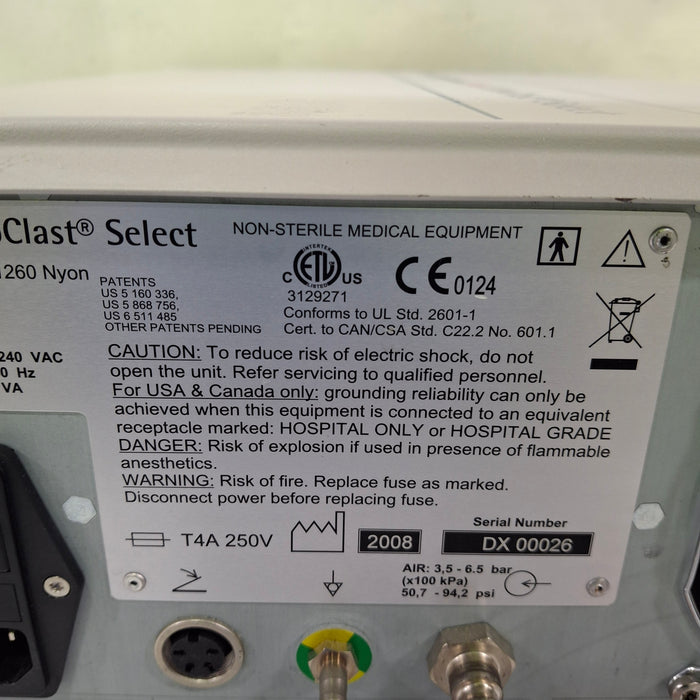 Clast® Select
NON-STERILE MEDICAL EQUIPMENT
1260 Nyon
PATENTS
US 5 160 336,
US 5 868 756,
US 6 511 485
OTHER PATENTS PENDING
INTERTEK
C ETL US
LISTED
3129271
CE 0124
Conforms to UL Std. 2601-1
Cert. to CAN/CSA Std. C22.2 No. 601.1
240 VAC
0 Hz
VA
CAUTION: To reduce risk of electric shock, do not
open the unit. Refer servicing to qualified personnel.
For USA & Canada only: grounding reliability can only be
achieved when this equipment is connected to an equivalent
receptacle marked: HOSPITAL ONLY or HOSPITAL GRADE
DANGER: Risk of explosion if used in presence of flammable
anesthetics.
WARNING: Risk of fire. Replace fuse as marked.
Disconnect power before replacing fuse.
T4A 250V
2008
Serial Number
DX 00026
AIR: 3,5 - 6.5 bar
(x100 kPa)
50,7 - 94,2 psi